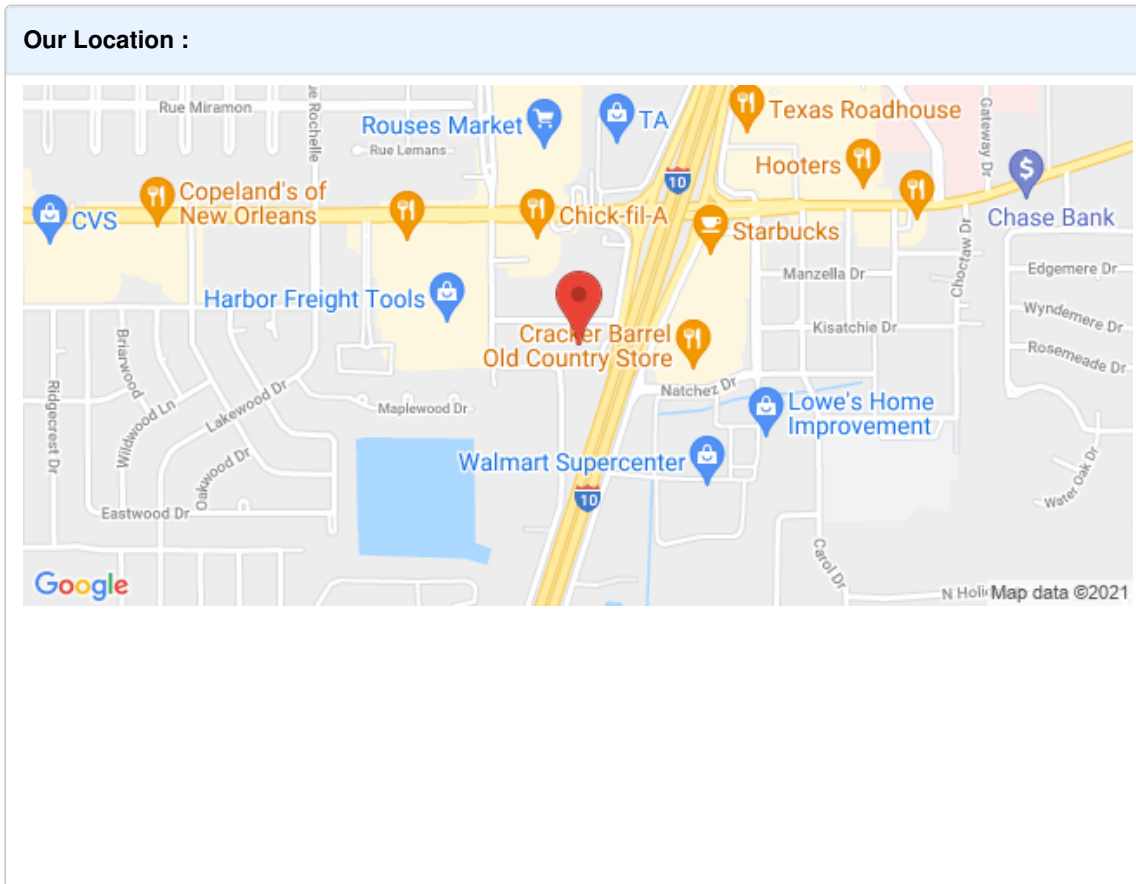 Our Location :
Rue Miramon
ue Rochelle
Rouses Market
TA
Texas Roadhouse
Gateway Dr
Rue Lemans
Hooters
10
Chase Bank
CVS
Copeland's of
New Orleans
Chick-fil-A
Starbucks
Choctaw Dr
Manzella Dr
Edgemere Dr
Harbor Freight Tools
Kisatchie Dr
Wyndemere Dr
Cracker Barrel
Old Country Store
Rosemeade Dr
Briarwood
Ridgecrest Dr
Wildwood Ln
Lakewood Dr
Maplewood Dr
Natchez Dr
Lowe's Home
Improvement
Oakwood Dr
Walmart Supercenter
Water Oak Dr
10
Eastwood Dr
Carol Dr
Google
N Holi
Map data ©2021